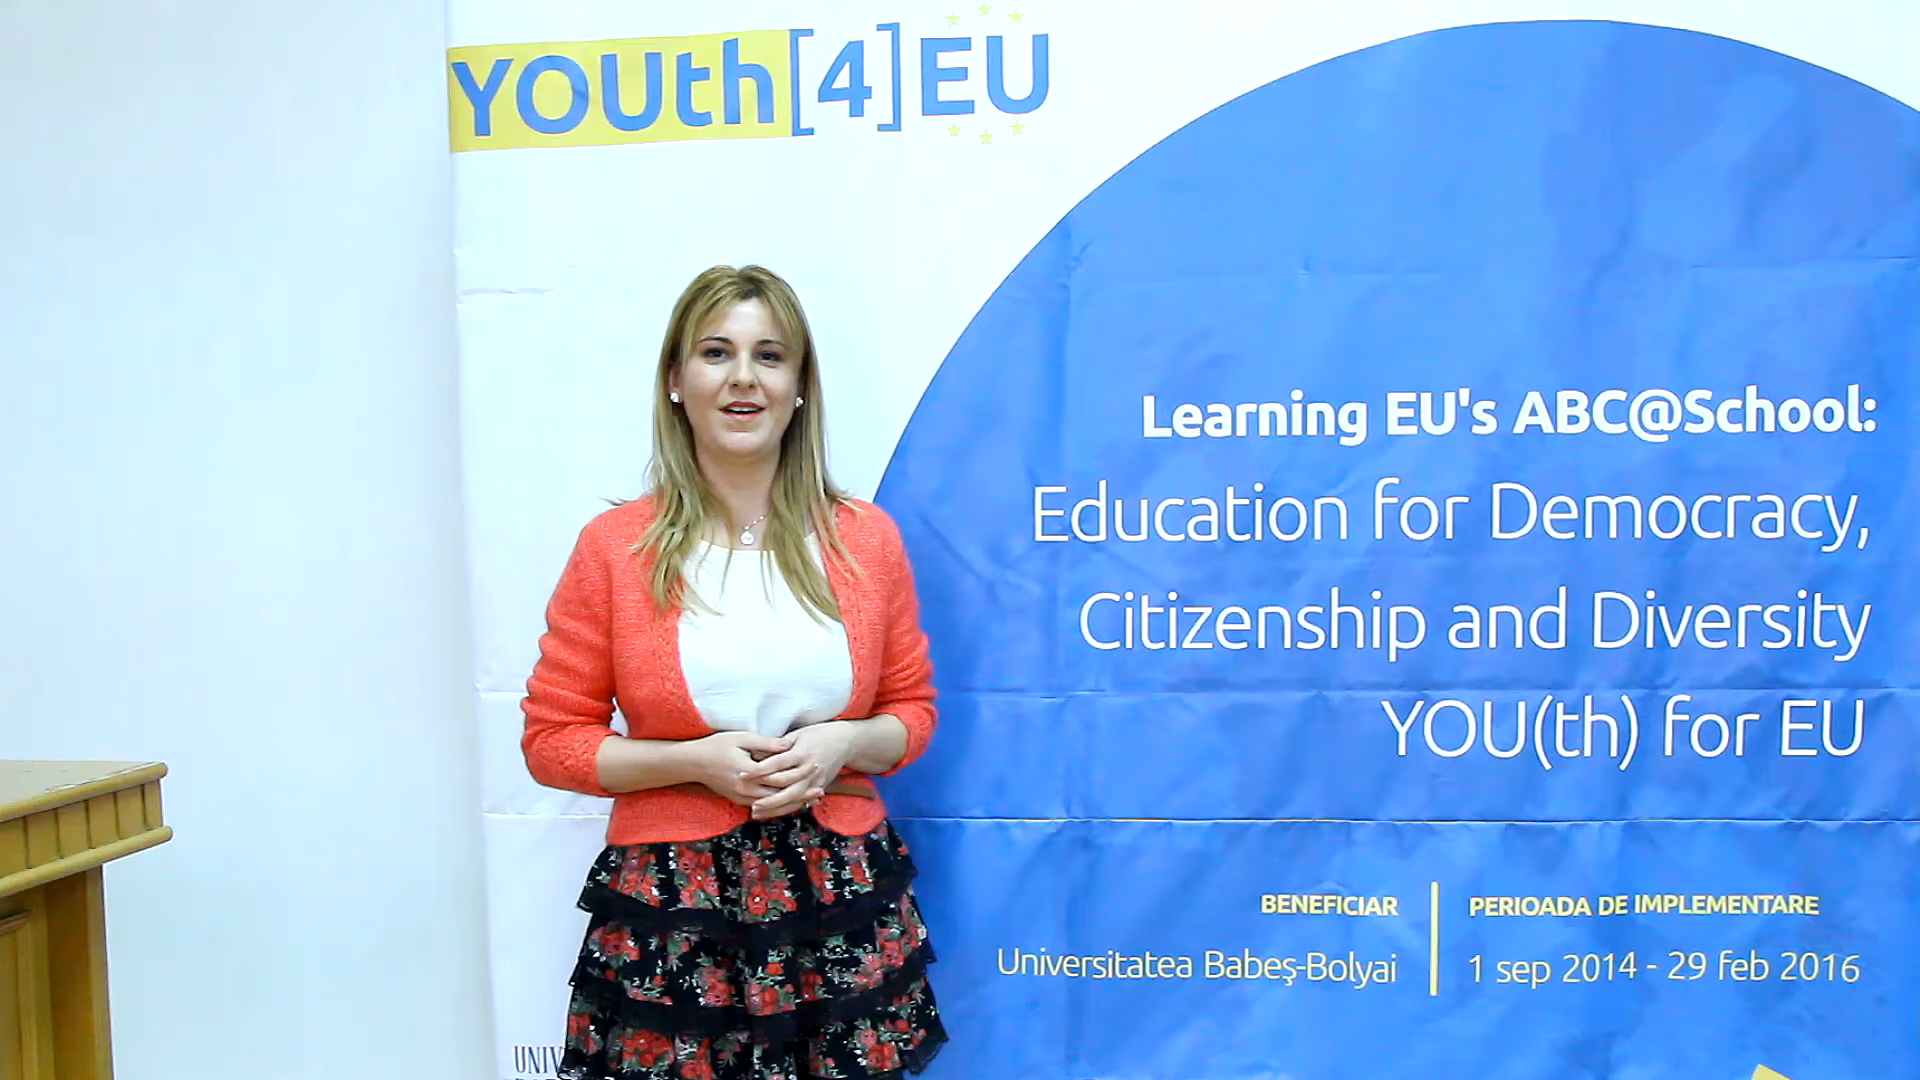 YOUth[4]EU
Learning EU's ABC@School:
Education for Democracy,
Citizenship and Diversity
YOU(th) for EU
BENEFICIAR
Universitatea Babeș-Bolyai
PERIOADA DE IMPLEMENTARE
1 sep 2014 - 29 feb 2016